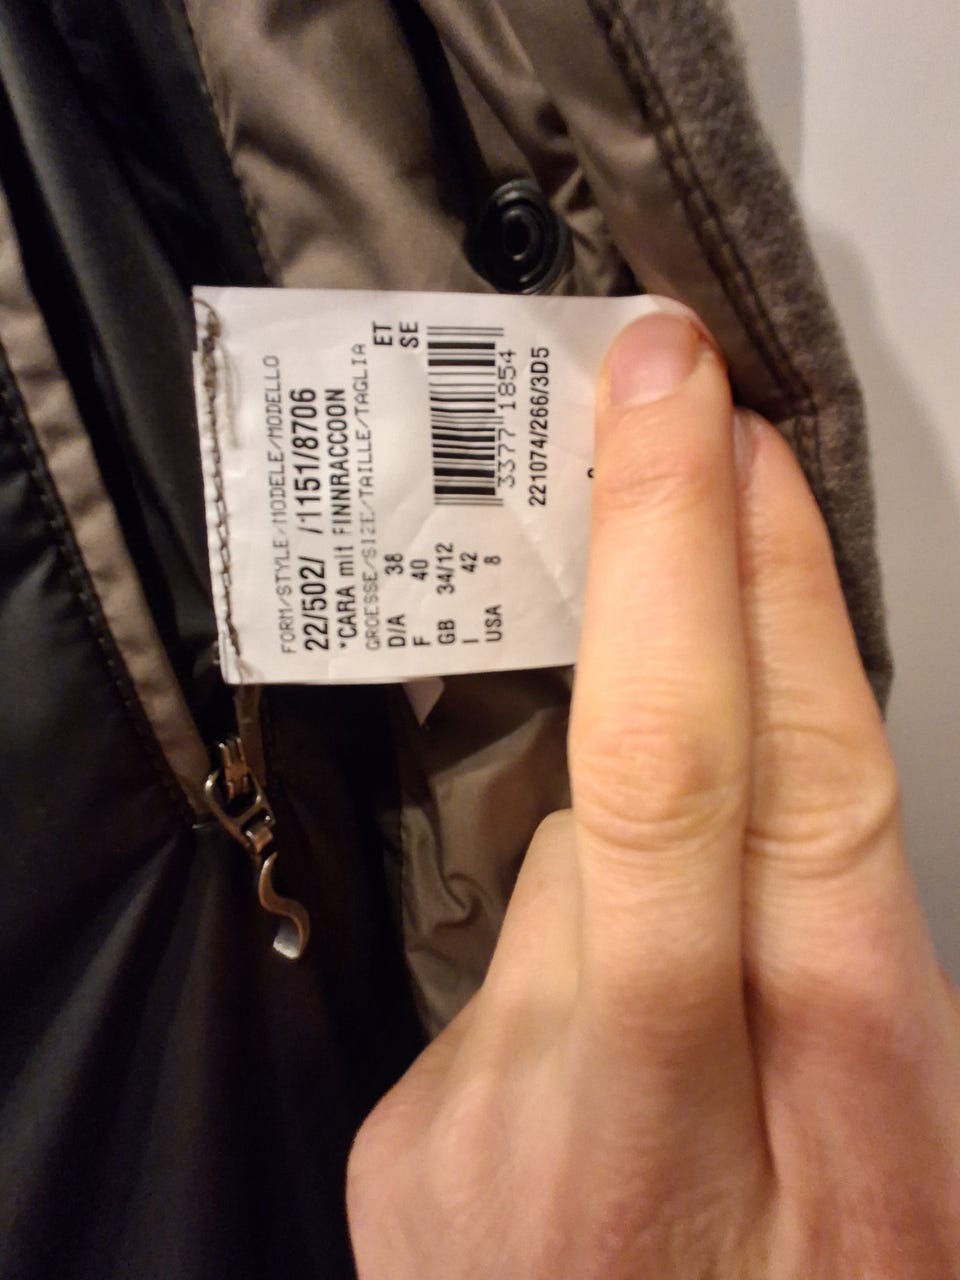 FORM/STYLE/MODELE/MODELLO
22/502/ /1151/8706
*CARA mit FINNRACCOON
GROESSE/SIZE/TAILLE/TAGLIA
D/A 38 ET
F 40 SE
GB 34/12
I 42
USA 8
3377 1854
221074/266/3D5